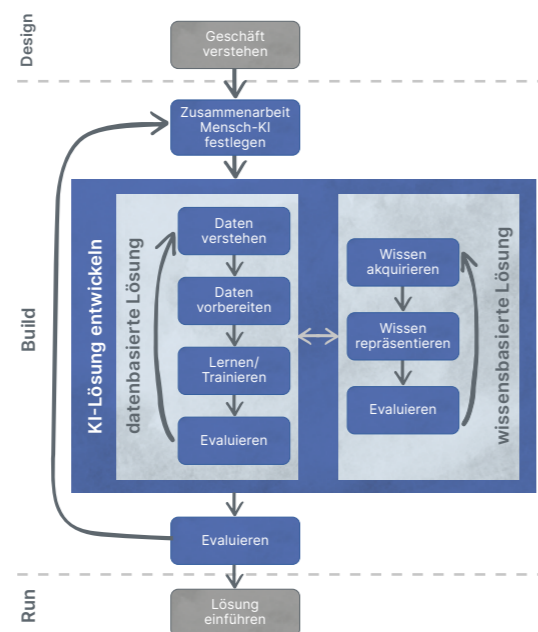 Design
Geschäft
verstehen
Build
Zusammenarbeit
Mensch-KI
festlegen
KI-Lösung entwickeln
datenbasierte Lösung
Daten
verstehen
Daten
vorbereiten
Lernen/
Trainieren
Evaluieren
Wissen
akquirieren
Wissen
repräsentieren
Evaluieren
wissensbasierte Lösung
Evaluieren
Run
Lösung
einführen